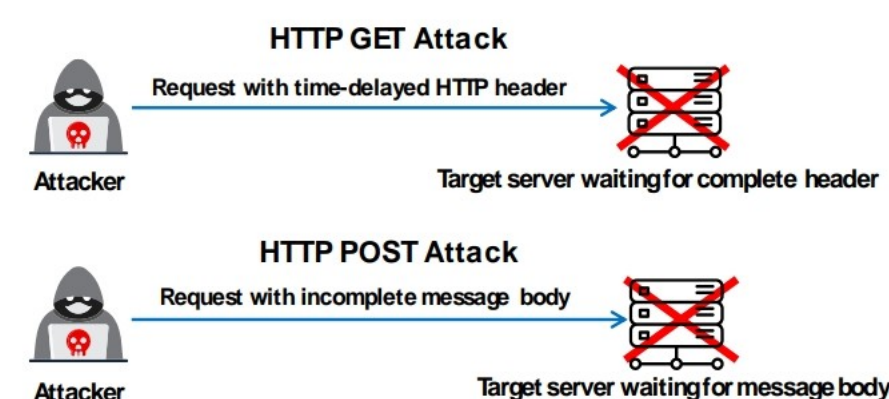 HTTP GET Attack
Request with time-delayed HTTP header
Attacker
Target server waiting for complete header
HTTP POST Attack
Request with incomplete message body
Attacker
Target server waiting for message body